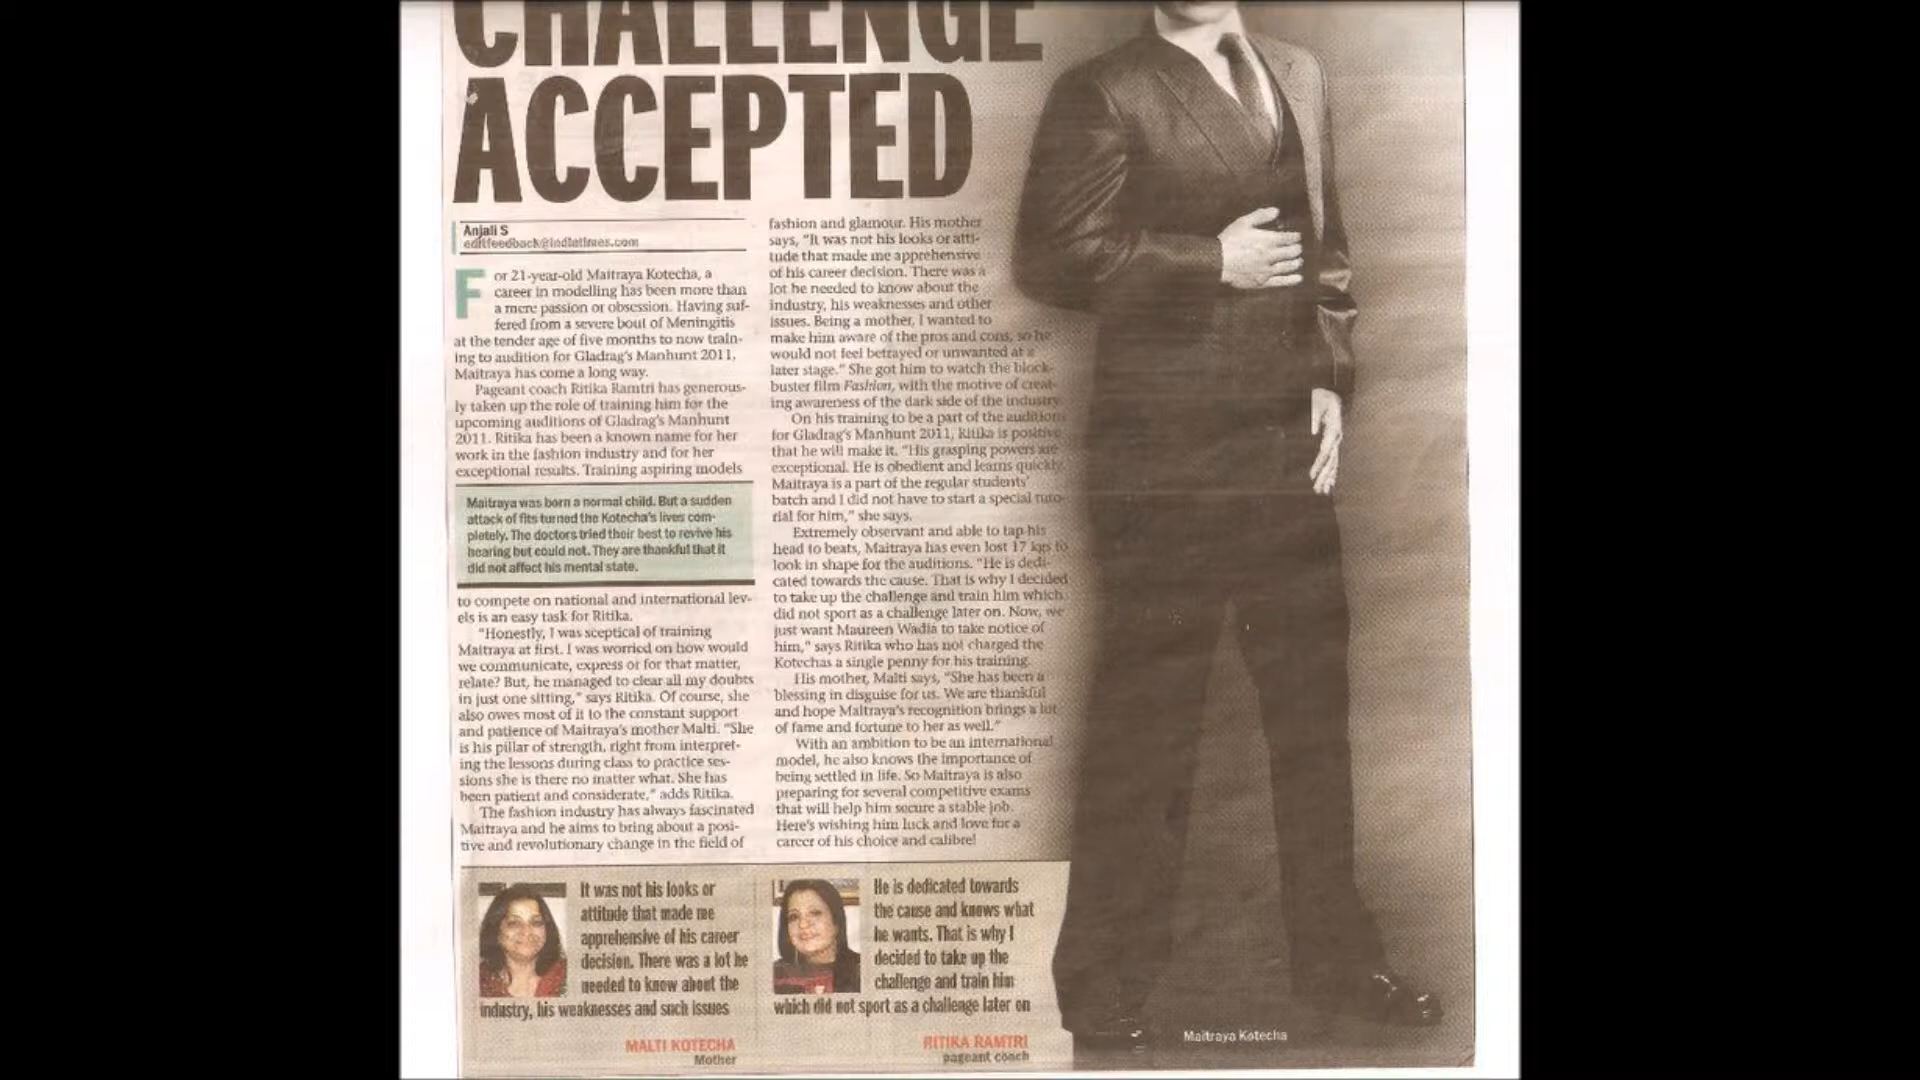 CHALLENGE
ACCEPTED
Anjali S
editfeedback@indiatimes.com
For 21-year-old Maitraya Kotecha, a
career in modelling has been more than
a mere passion or obsession. Having suf-
fered from a severe bout of Meningitis
at the tender age of five months to now train-
ing to audition for Gladrag's Manhunt 2011,
Maitraya has come a long way.
Pageant coach Ritika Ramtri has generous-
ly taken up the role of training him for the
upcoming auditions of Gladrag's Manhunt
2011. Ritika has been a known name for her
work in the fashion industry and for her
exceptional results. Training aspiring models
Maitraya was born a normal child. But a sudden
attack of fits turned the Kotecha's lives com-
pletely. The doctors tried their best to revive his
hearing but could not. They are thankful that it
did not affect his mental state.
to compete on national and international lev-
els is an easy task for Ritika.
"Honestly, I was sceptical of training
Maitraya at first. I was worried on how would
we communicate, express or for that matter,
relate? But, he managed to clear all my doubts
in just one sitting," says Ritika. Of course, she
also owes most of it to the constant support
and patience of Maitraya's mother Malti. "She
is his pillar of strength, right from interpret-
ing the lessons during class to practice ses-
sions she is there no matter what. She has
been patient and considerate," adds Ritika.
The fashion industry has always fascinated
Maitraya and he aims to bring about a posi-
tive and revolutionary change in the field of
fashion and glamour. His mother
says, "It was not his looks or atti-
tude that made me apprehensive
of his career decision. There was a
lot he needed to know about the
industry, his weaknesses and other
issues. Being a mother, I wanted to
make him aware of the pros and cons, so he
would not feel betrayed or unwanted at a
later stage." She got him to watch the block-
buster film Fashion, with the motive of creat-
ing awareness of the dark side of the industry.
On his training to be a part of the auditions
for Gladrag's Manhunt 2011, Ritika is positive
that he will make it. "His grasping powers are
exceptional. He is obedient and learns quickly.
Maitraya is a part of the regular students'
batch and I did not have to start a special tuto-
rial for him," she says.
Extremely observant and able to tap his
head to beats, Maitraya has even lost 17 kgs to
look in shape for the auditions. "He is dedi-
cated towards the cause. That is why I decided
to take up the challenge and train him which
did not sport as a challenge later on. Now, we
just want Maureen Wadia to take notice of
him," says Ritika who has not charged the
Kotechas a single penny for his training.
His mother, Malti says, "She has been a
blessing in disguise for us. We are thankful
and hope Maitraya's recognition brings a lot
of fame and fortune to her as well."
With an ambition to be an international
model, he also knows the importance of
being settled in life. So Maitraya is also
preparing for several competitive exams
that will help him secure a stable job.
Here's wishing him luck and love for a
career of his choice and calibre!
It was not his looks or
attitude that made me
apprehensive of his career
decision. There was a lot he
needed to know about the
industry, his weaknesses and such issues
MALTI KOTECHA
Mother
He is dedicated towards
the cause and knows what
he wants. That is why I
decided to take up the
challenge and train him
which did not sport as a challenge later on
RITIKA RAMTRI
pageant coach
Maitraya Kotecha